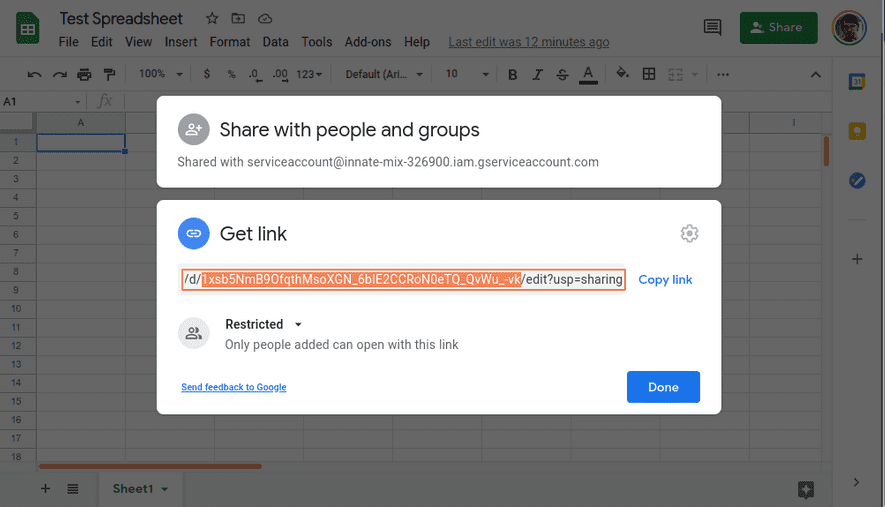 Test Spreadsheet
File Edit View Insert Format Data Tools Add-ons Help Last edit was 12 minutes ago
Share
100% $ % .0 .00 123 Default (Ari... 10 B I S A ...
31
A1 fx
A I
1
2
3
4
5
6
7
8
9
10
11
12
13
14
15
16
17
18
Share with people and groups
Shared with serviceaccount@innate-mix-326900.iam.gserviceaccount.com
Get link
/d/1xsb5NmB9OfqthMsoXGN_6blE2CCRoN0eTQ_QvWu_-vk/edit?usp=sharing Copy link
Restricted
Only people added can open with this link
Send feedback to Google Done
Sheet1